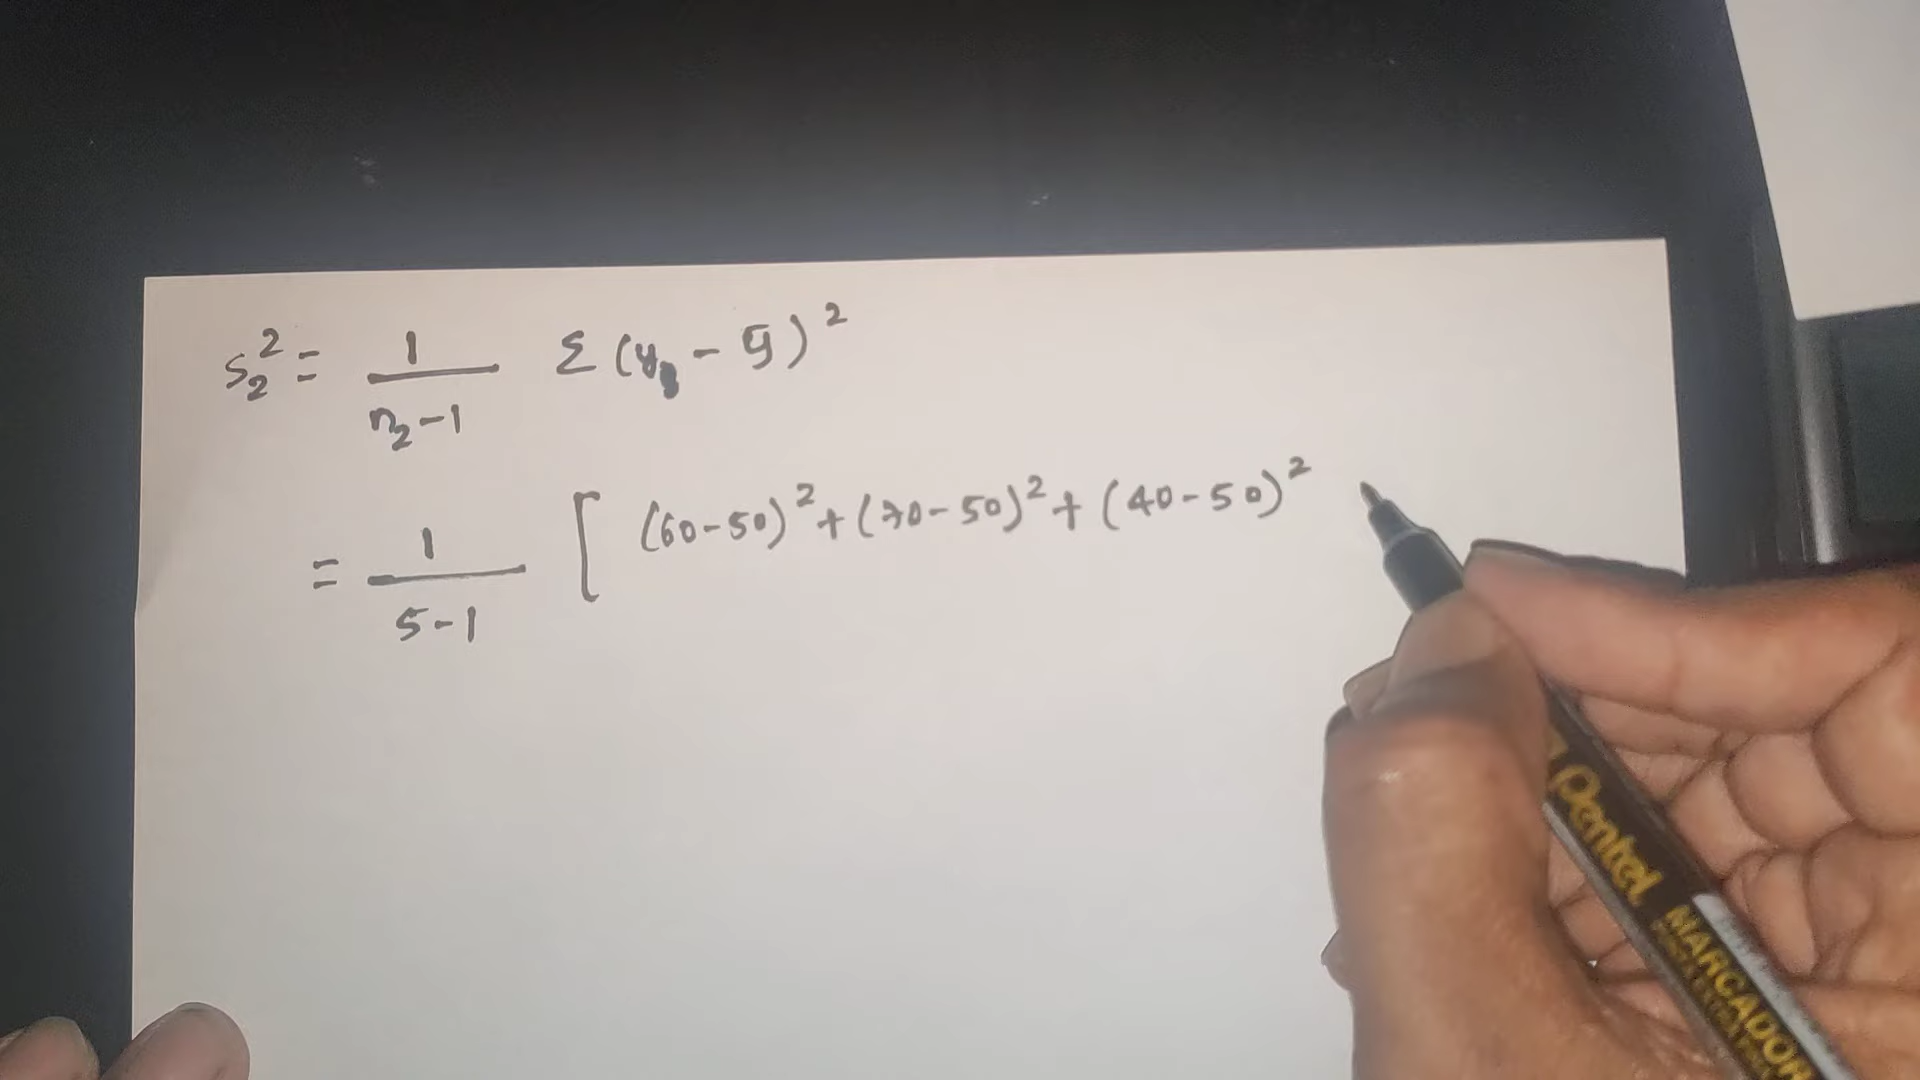 s₂² = 1/(n₂-1) Σ(y - ȳ)²
= 1/(5-1) [(60-50)² + (70-50)² + (40-50)²
Pentel
MARCADOR